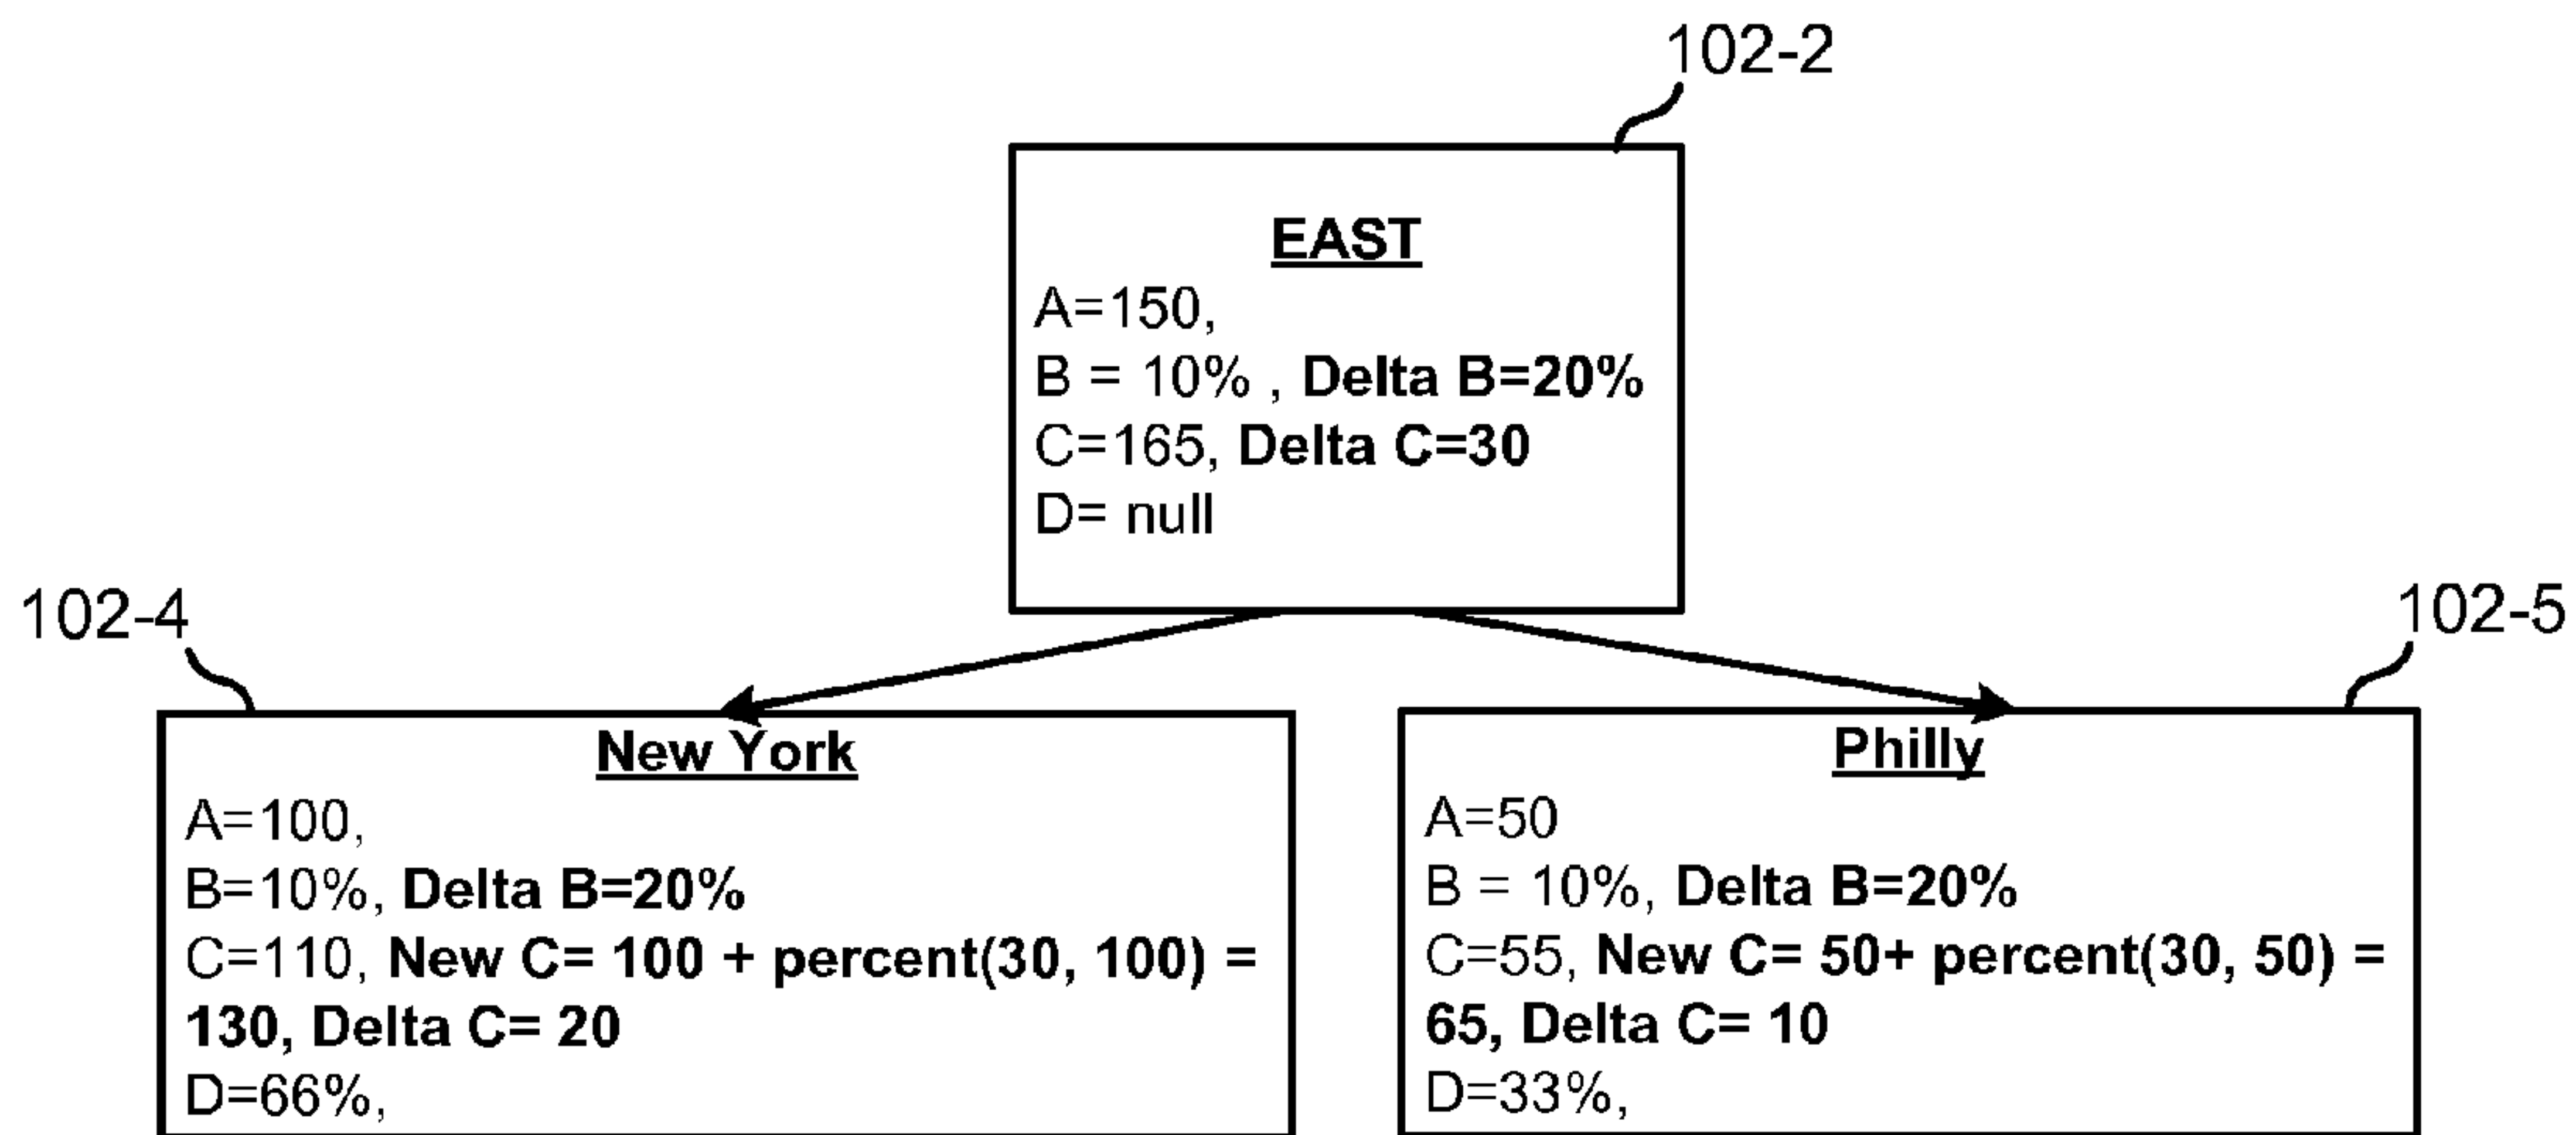 102-2
EAST
A=150,
B = 10% , Delta B=20%
C=165, Delta C=30
D= null
102-4
102-5
New York
A=100,
B=10%, Delta B=20%
C=110, New C= 100 + percent(30, 100) =
130, Delta C= 20
D=66%,
Philly
A=50
B = 10%, Delta B=20%
C=55, New C= 50+ percent(30, 50) =
65, Delta C= 10
D=33%,